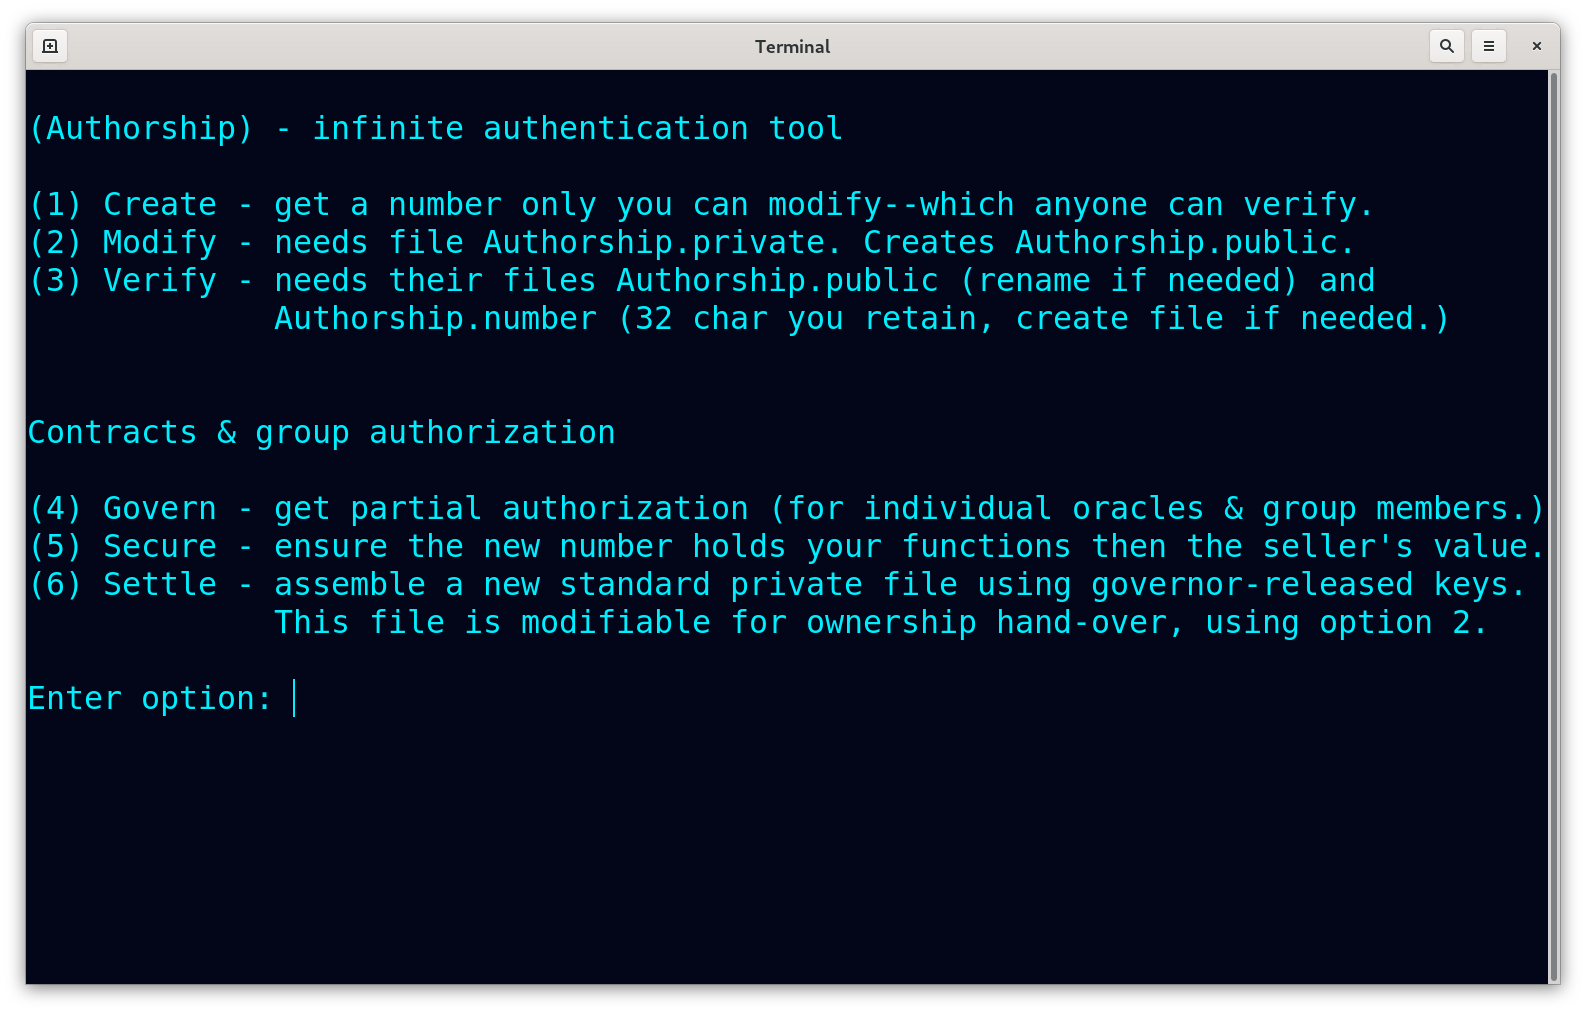 Terminal
(Authorship) - infinite authentication tool
(1) Create - get a number only you can modify--which anyone can verify.
(2) Modify - needs file Authorship.private. Creates Authorship.public.
(3) Verify - needs their files Authorship.public (rename if needed) and
Authorship.number (32 char you retain, create file if needed.)
Contracts & group authorization
(4) Govern - get partial authorization (for individual oracles & group members.)
(5) Secure - ensure the new number holds your functions then the seller's value.
(6) Settle - assemble a new standard private file using governor-released keys.
This file is modifiable for ownership hand-over, using option 2.
Enter option: